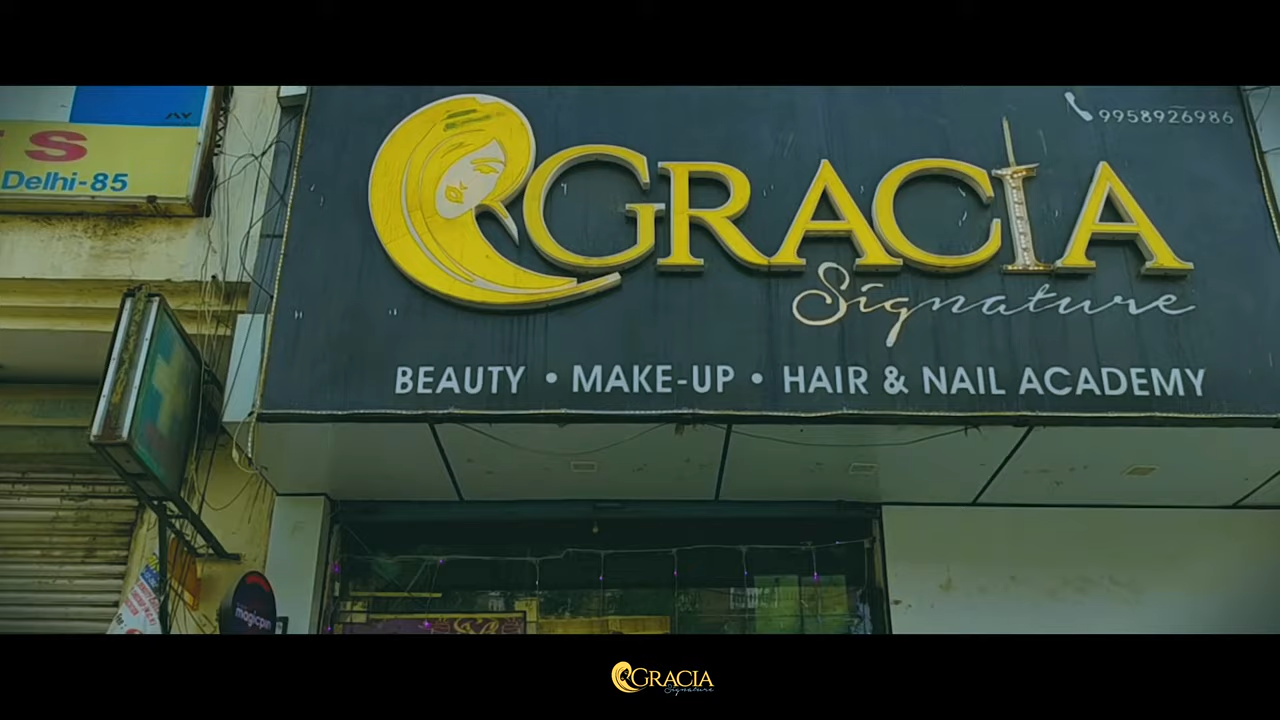 S
Delhi-85
9958926986
GRACIA
Signature
BEAUTY • MAKE-UP • HAIR & NAIL ACADEMY
magicpin
GRACIA
Signature